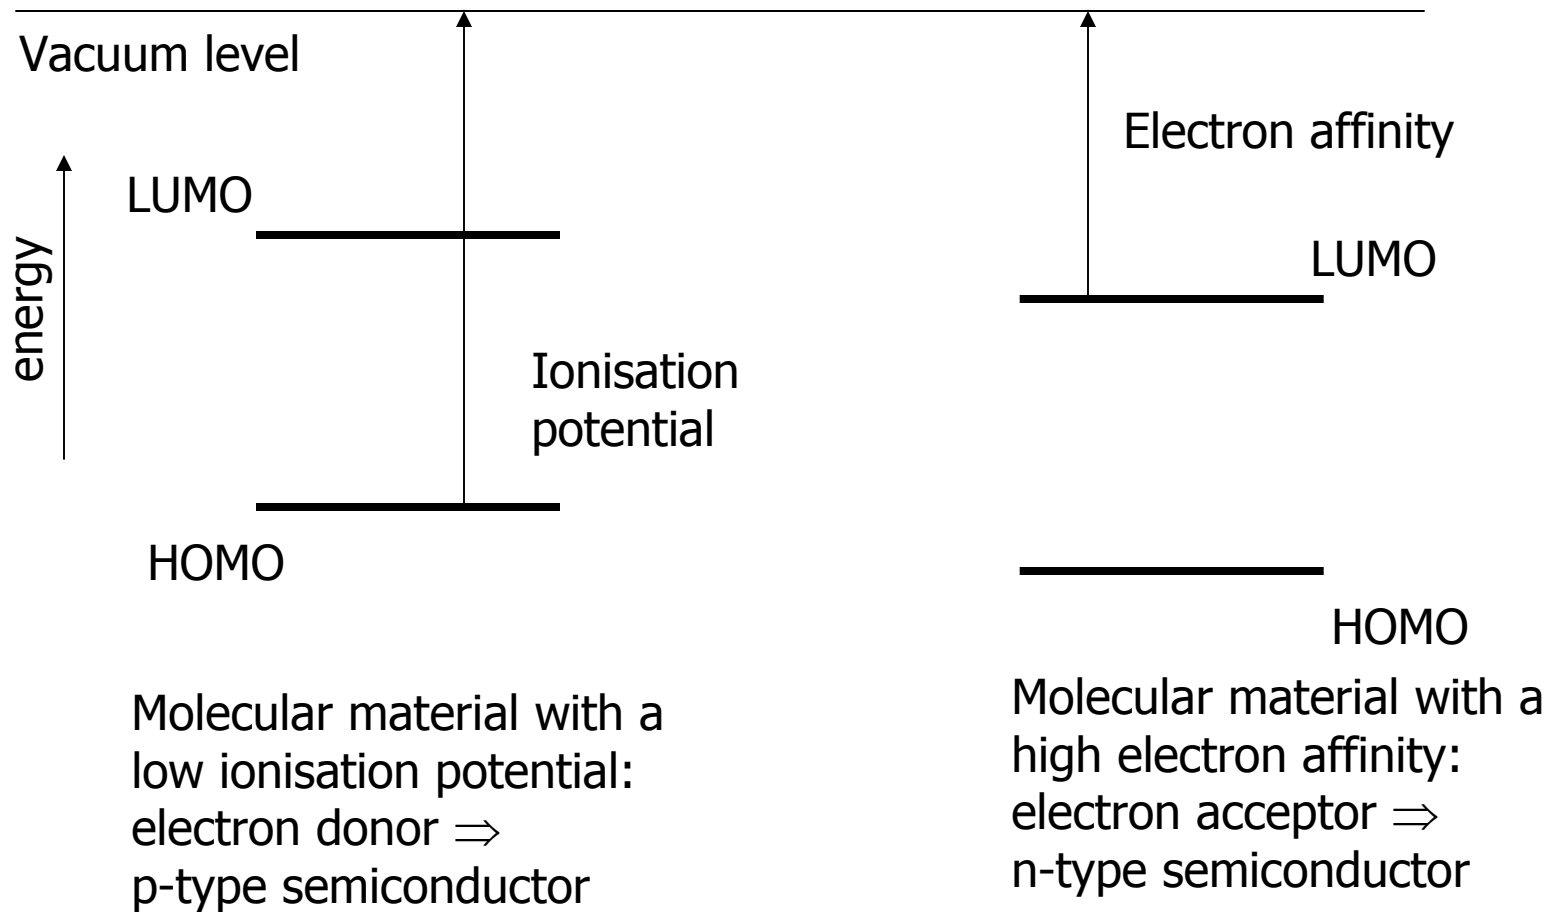 Vacuum level
Electron affinity
LUMO
LUMO
energy
Ionisation
potential
HOMO
HOMO
Molecular material with a
low ionisation potential:
electron donor ⇒
p-type semiconductor
Molecular material with a
high electron affinity:
electron acceptor ⇒
n-type semiconductor